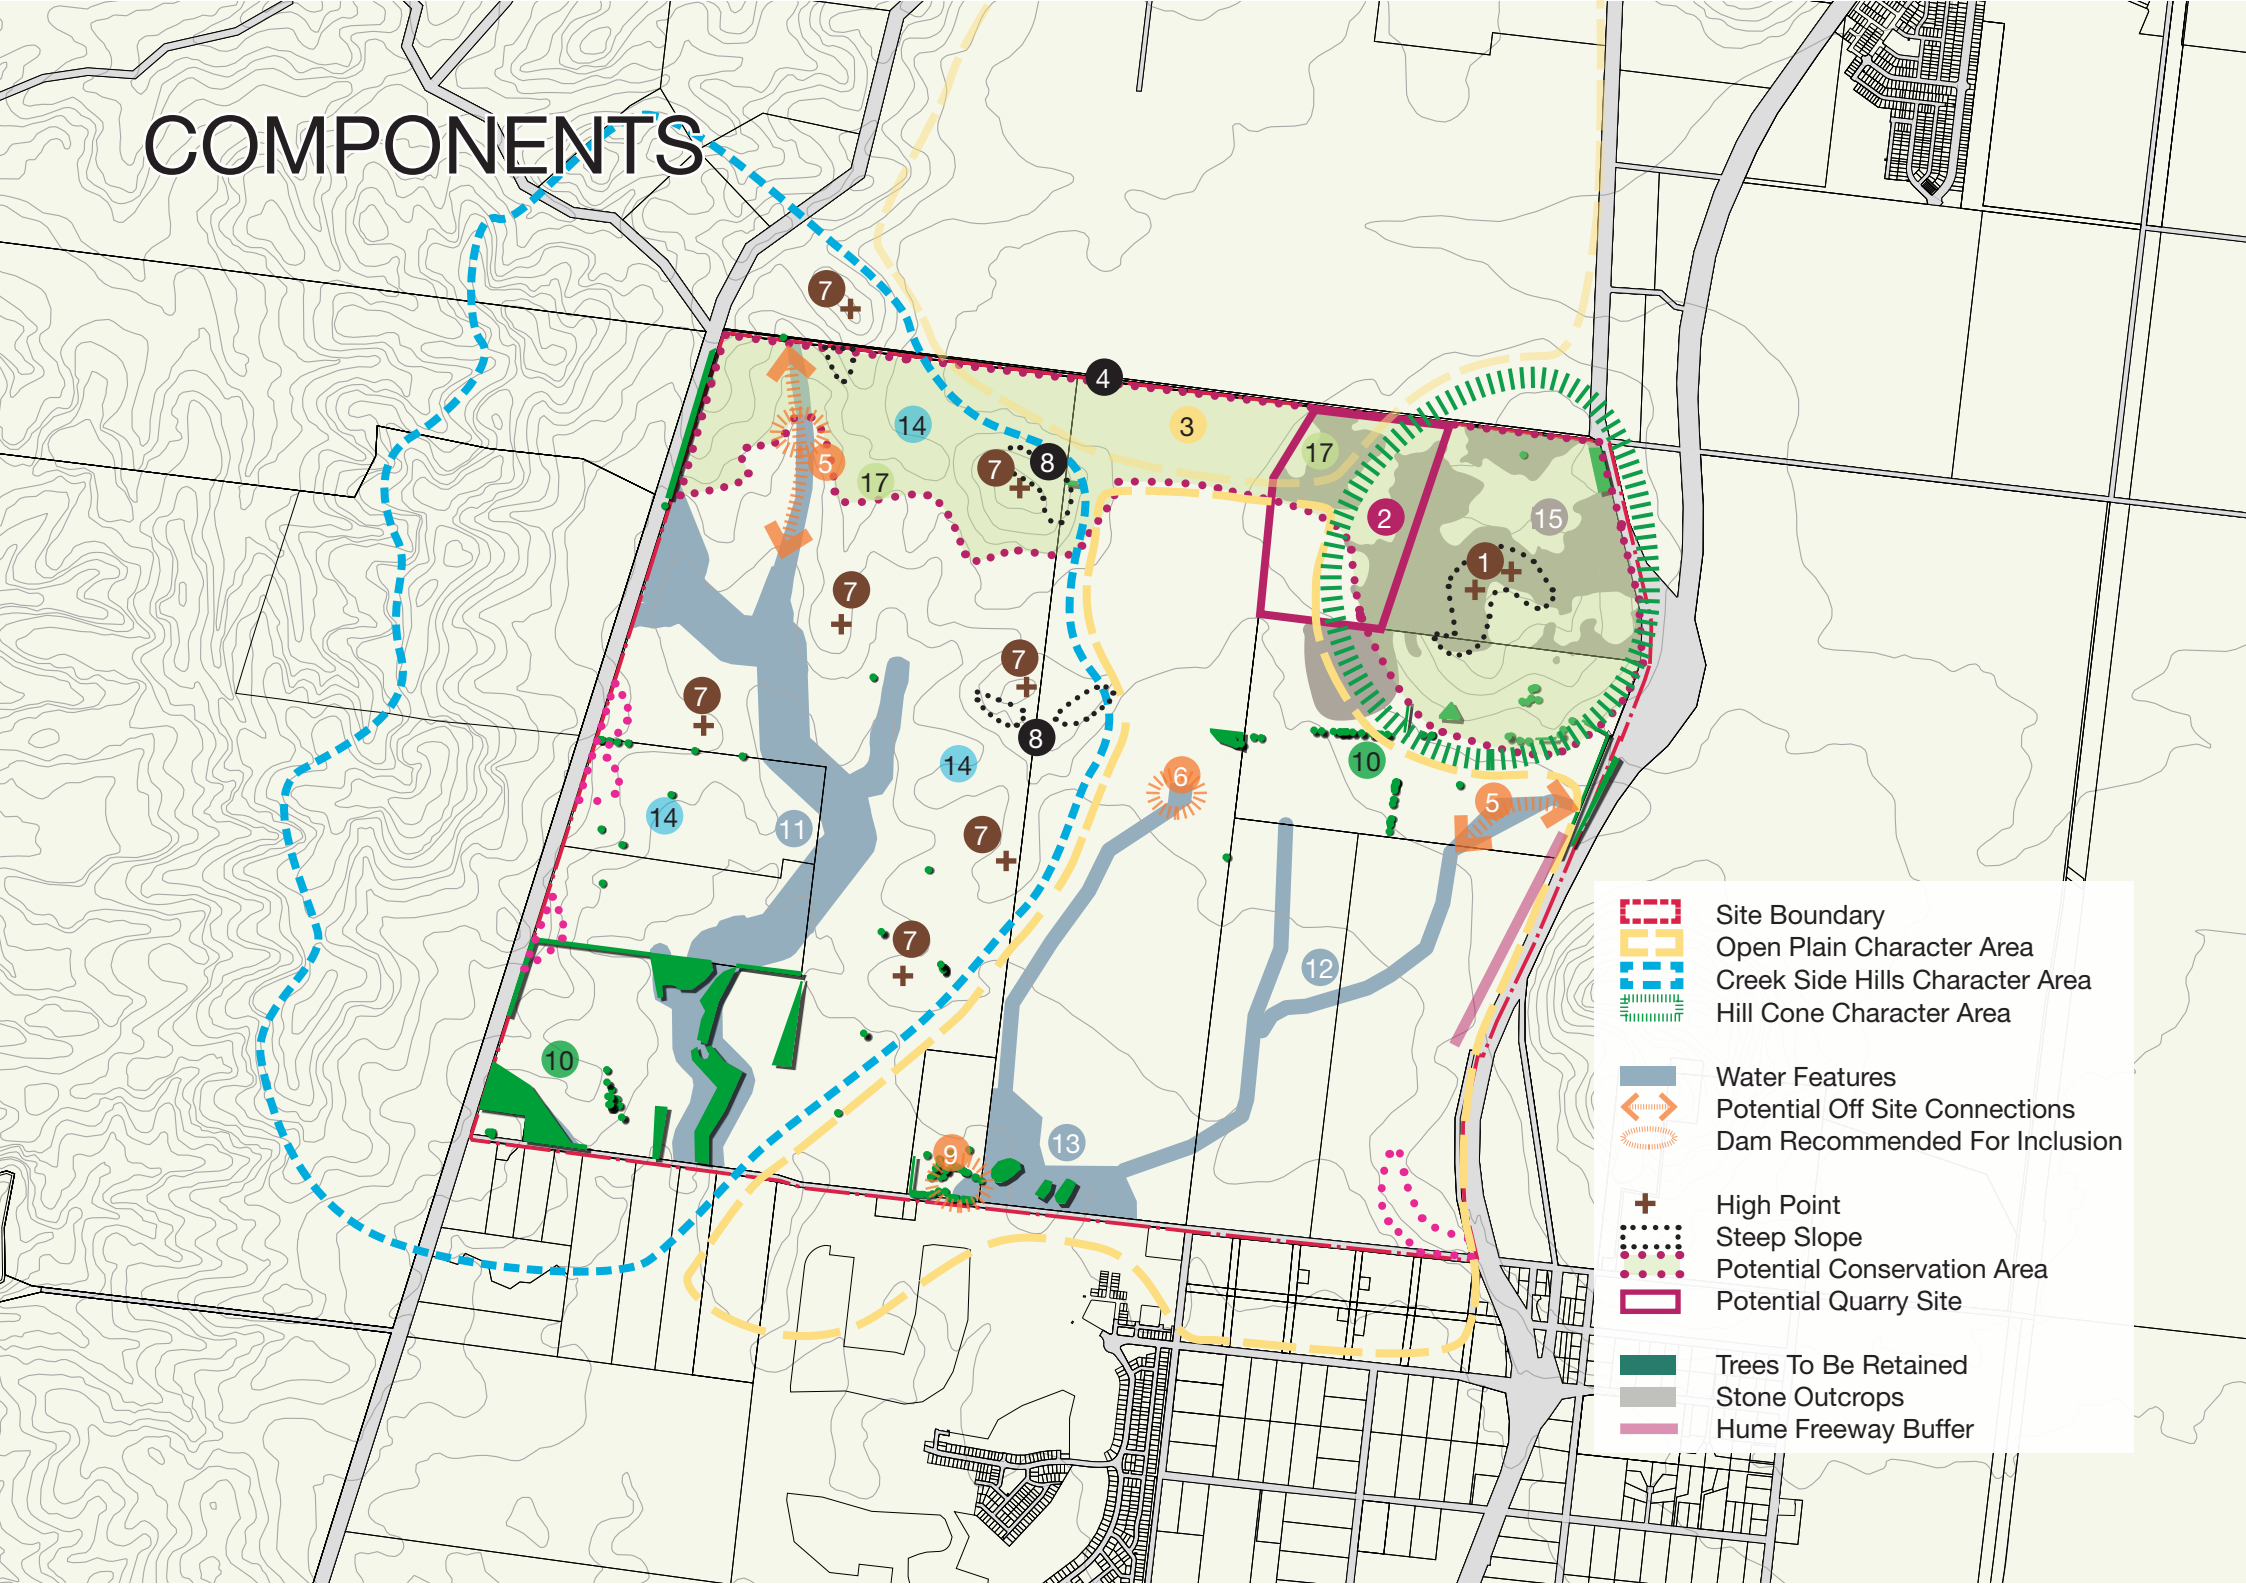 COMPONENTS
7
4
14
3
17
5
7
8
17
2
15
1
7
7
7
8
14
6
10
5
14
11
7
7
12
10
13
9
Site Boundary
Open Plain Character Area
Creek Side Hills Character Area
Hill Cone Character Area
Water Features
Potential Off Site Connections
Dam Recommended For Inclusion
High Point
Steep Slope
Potential Conservation Area
Potential Quarry Site
Trees To Be Retained
Stone Outcrops
Hume Freeway Buffer